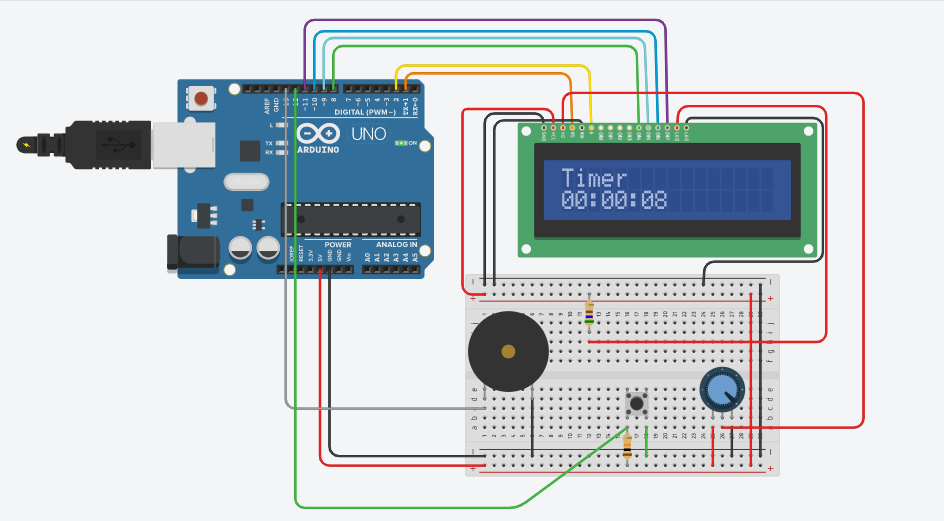 AREF
GND
13
12
~11
~10
~9
8
7
~6
~5
4
~3
2
TX→1
RX←0
DIGITAL (PWM~)
L
TX
RX
UNO
ARDUINO
ON
Timer
00:00:08
IOREF
RESET
3.3V
5V
GND
GND
Vin
POWER
ANALOG IN
A0
A1
A2
A3
A4
A5